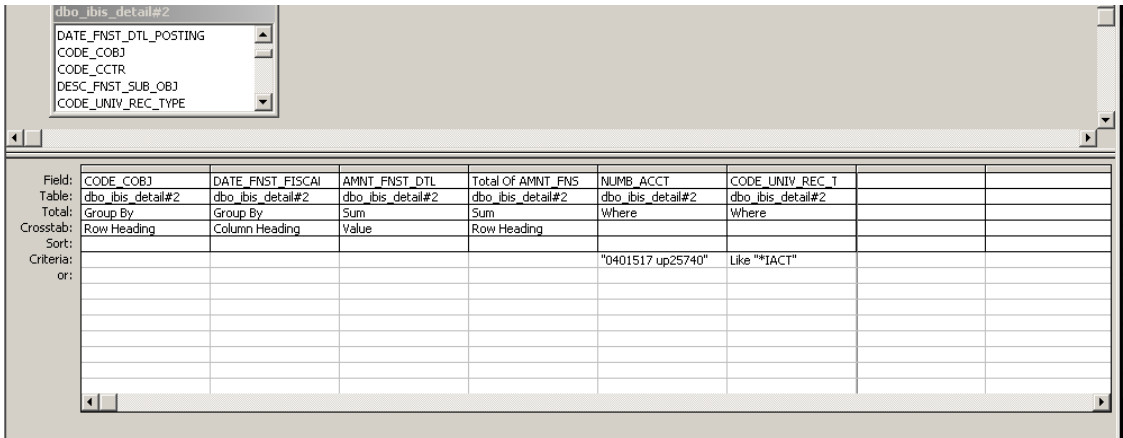 dbo_ibis_detail#2
DATE_FNST_DTL_POSTING
CODE_COBJ
CODE_CCTR
DESC_FNST_SUB_OBJ
CODE_UNIV_REC_TYPE
Field: CODE_COBJ DATE_FNST_FISCAI AMNT_FNST_DTL Total Of AMNT_FNS NUMB_ACCT CODE_UNIV_REC_T
Table: dbo_ibis_detail#2 dbo_ibis_detail#2 dbo_ibis_detail#2 dbo_ibis_detail#2 dbo_ibis_detail#2 dbo_ibis_detail#2
Total: Group By Group By Sum Sum Where Where
Crosstab: Row Heading Column Heading Value Row Heading
Sort:
Criteria: "0401517 up25740" Like "*IACT"
or: